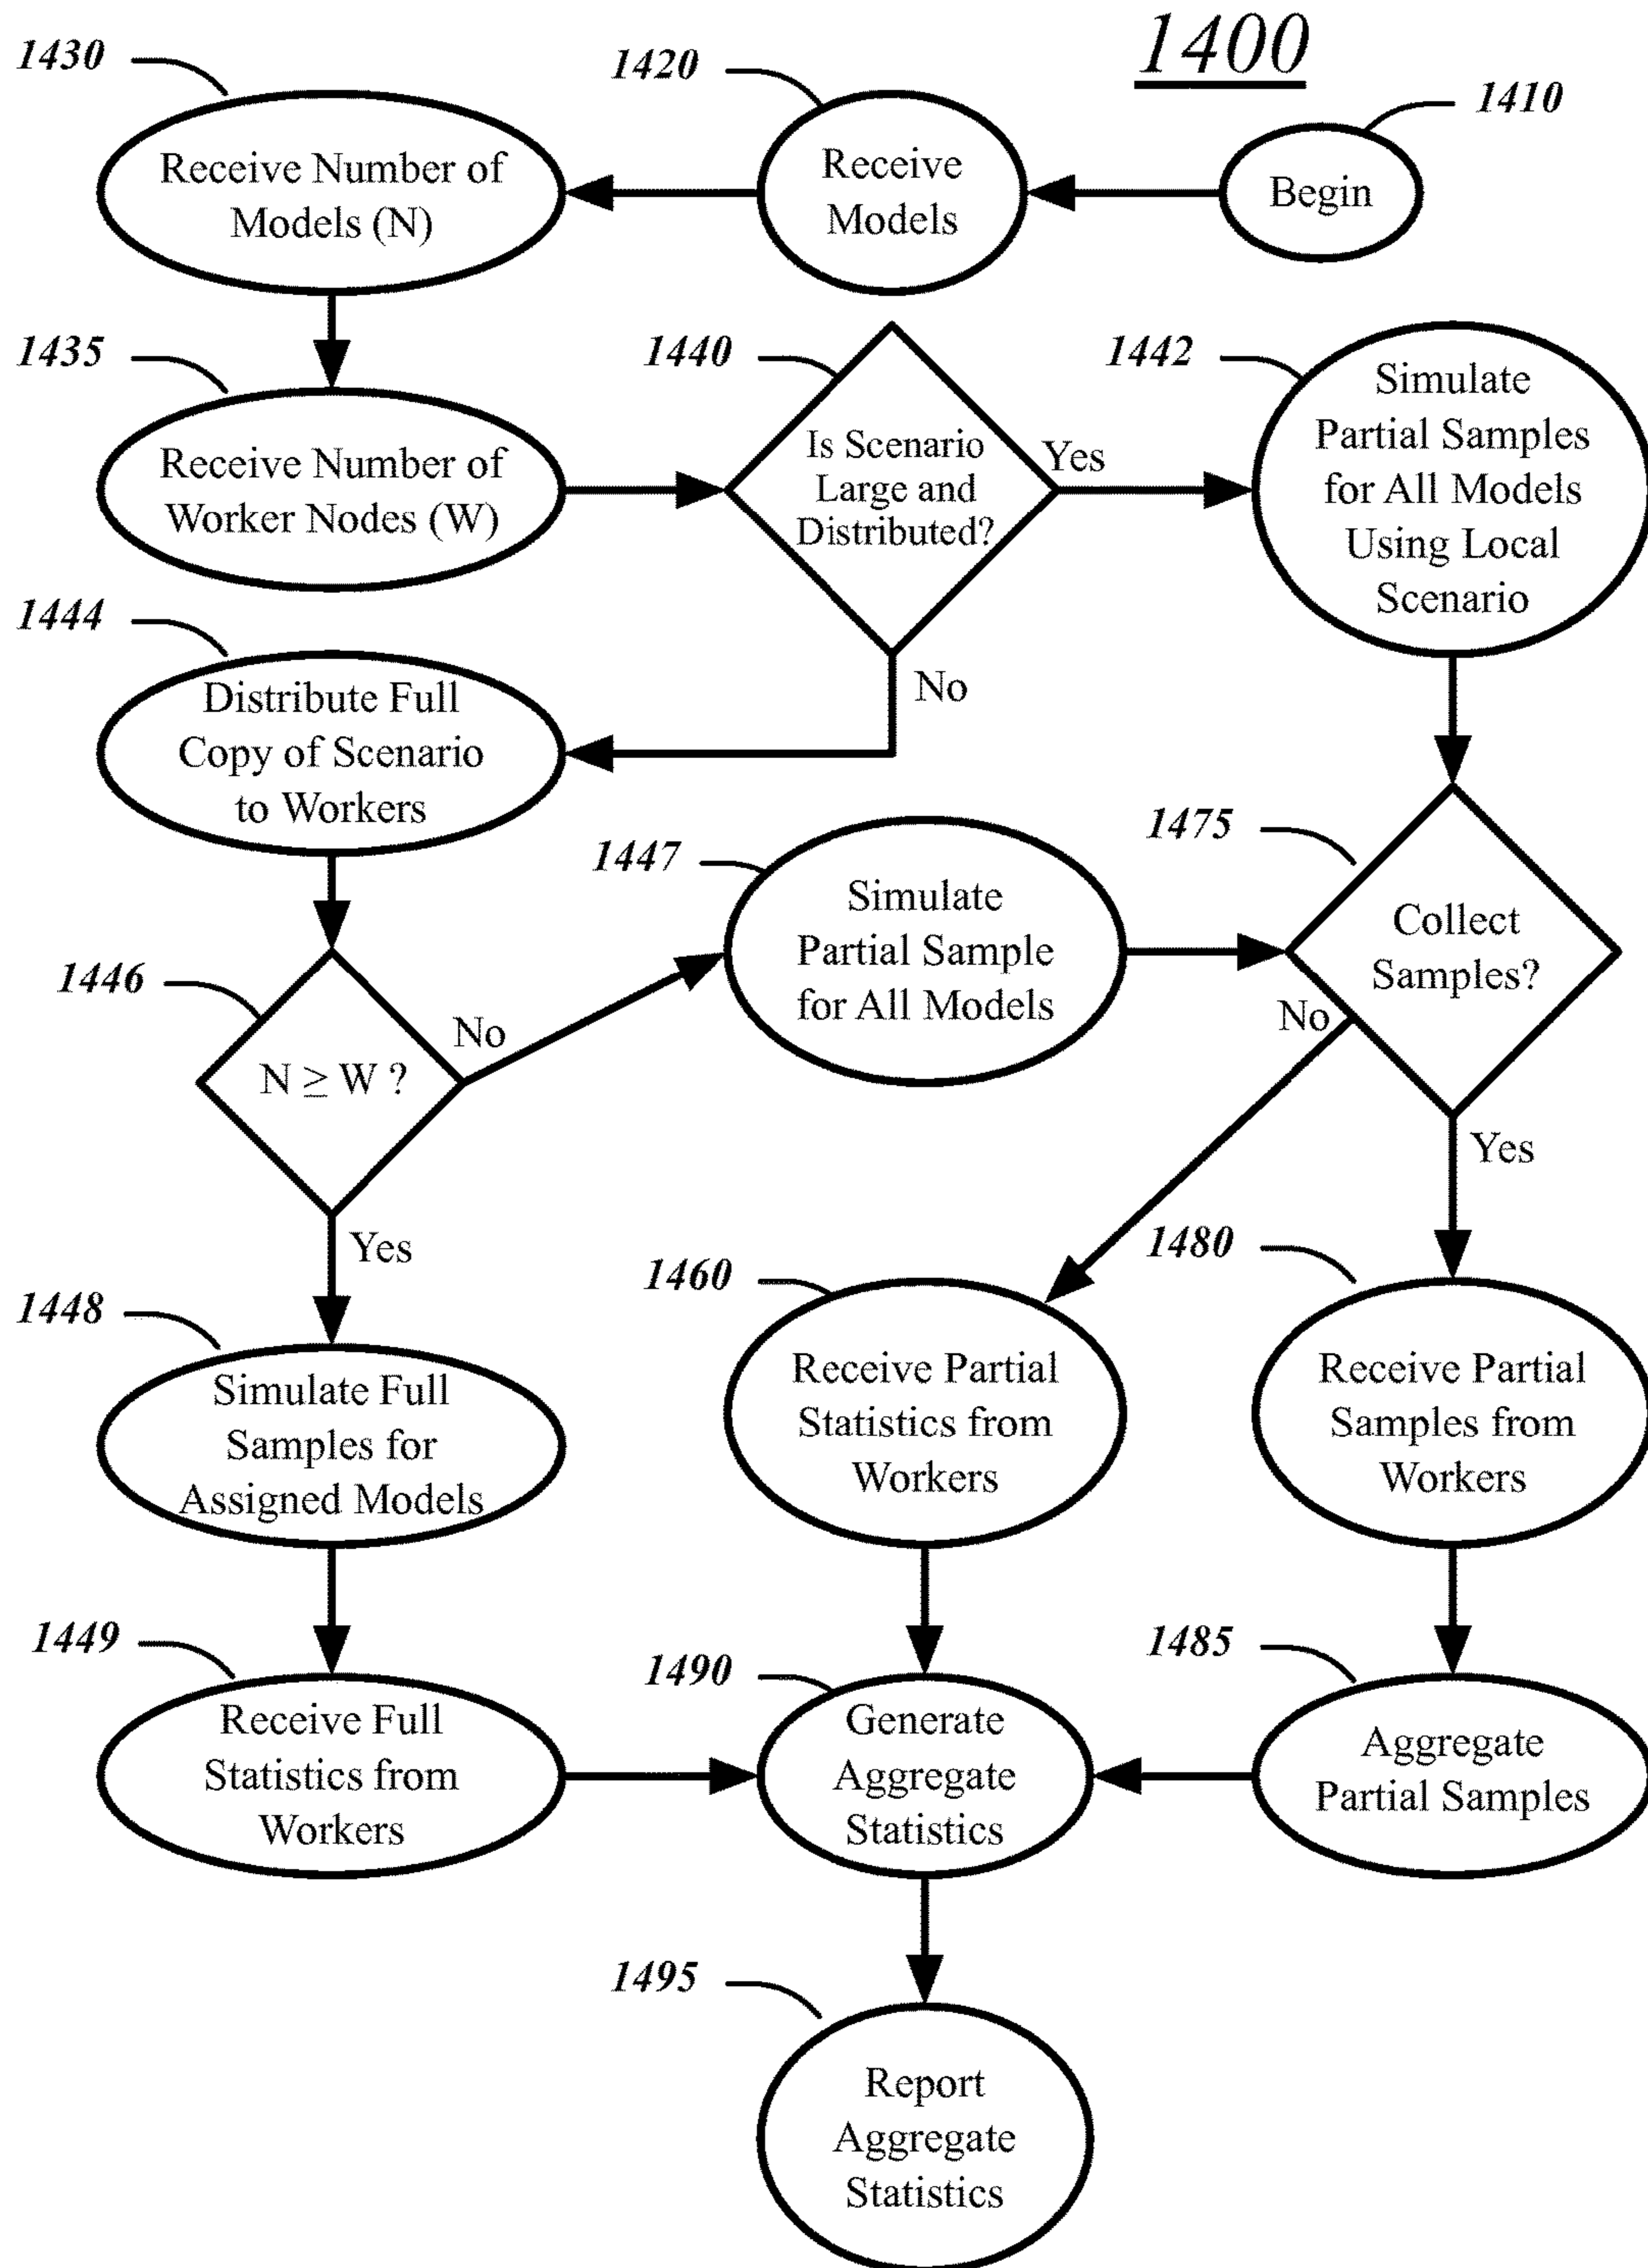 1400
1430
1420
1410
Receive Number of
Models (N)
Receive
Models
Begin
1435
1440
1442
Receive Number of
Worker Nodes (W)
Is Scenario
Large and
Distributed?
Yes
No
Simulate
Partial Samples
for All Models
Using Local
Scenario
1444
Distribute Full
Copy of Scenario
to Workers
1447
1475
Simulate
Partial Sample
for All Models
Collect
Samples?
No
Yes
1446
N ≥ W ?
No
Yes
1448
1460
1480
Simulate Full
Samples for
Assigned Models
Receive Partial
Statistics from
Workers
Receive Partial
Samples from
Workers
1449
1490
1485
Receive Full
Statistics from
Workers
Generate
Aggregate
Statistics
Aggregate
Partial Samples
1495
Report
Aggregate
Statistics